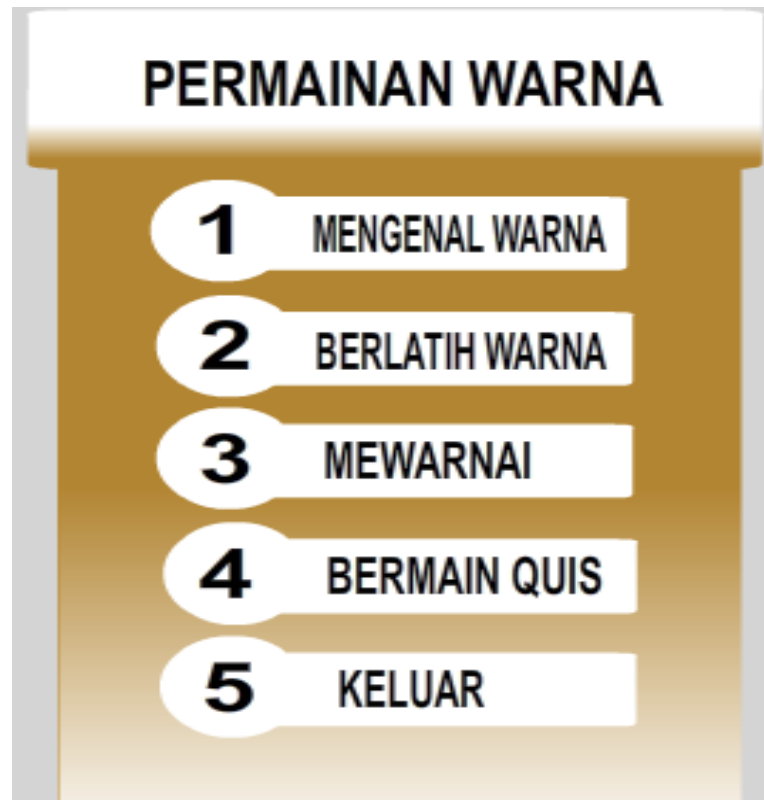 PERMAINAN WARNA
1 MENGENAL WARNA
2 BERLATIH WARNA
3 MEWARNAI
4 BERMAIN QUIS
5 KELUAR